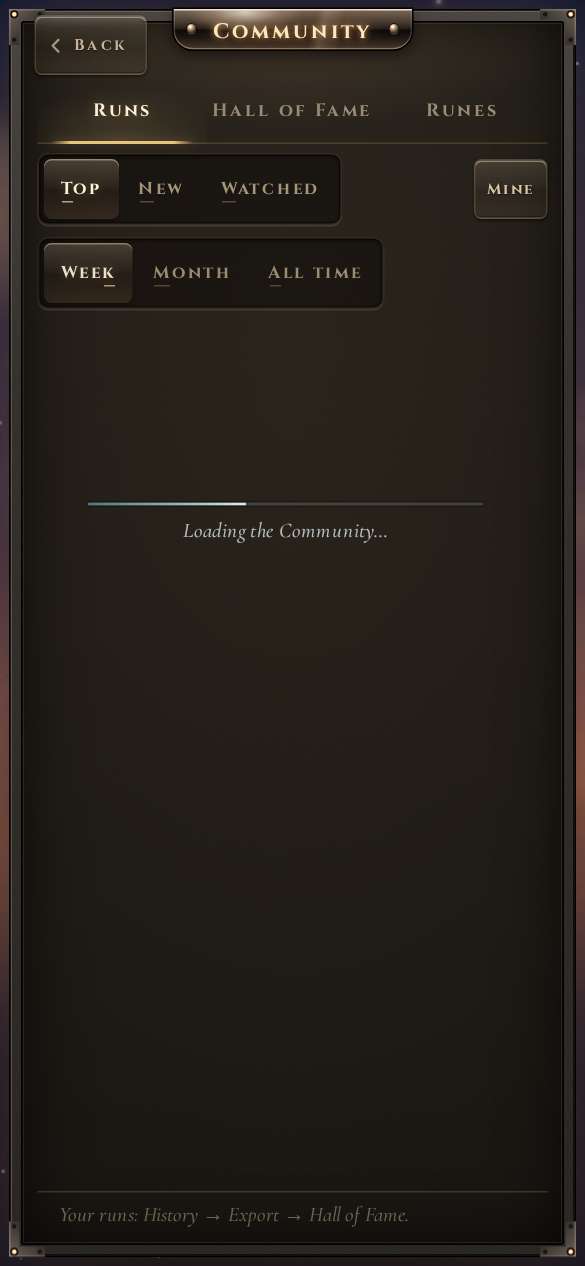 Back
Community
Runs Hall of Fame Runes
Top New Watched Mine
Week Month All time
Loading the Community...
Your runs: History → Export → Hall of Fame.